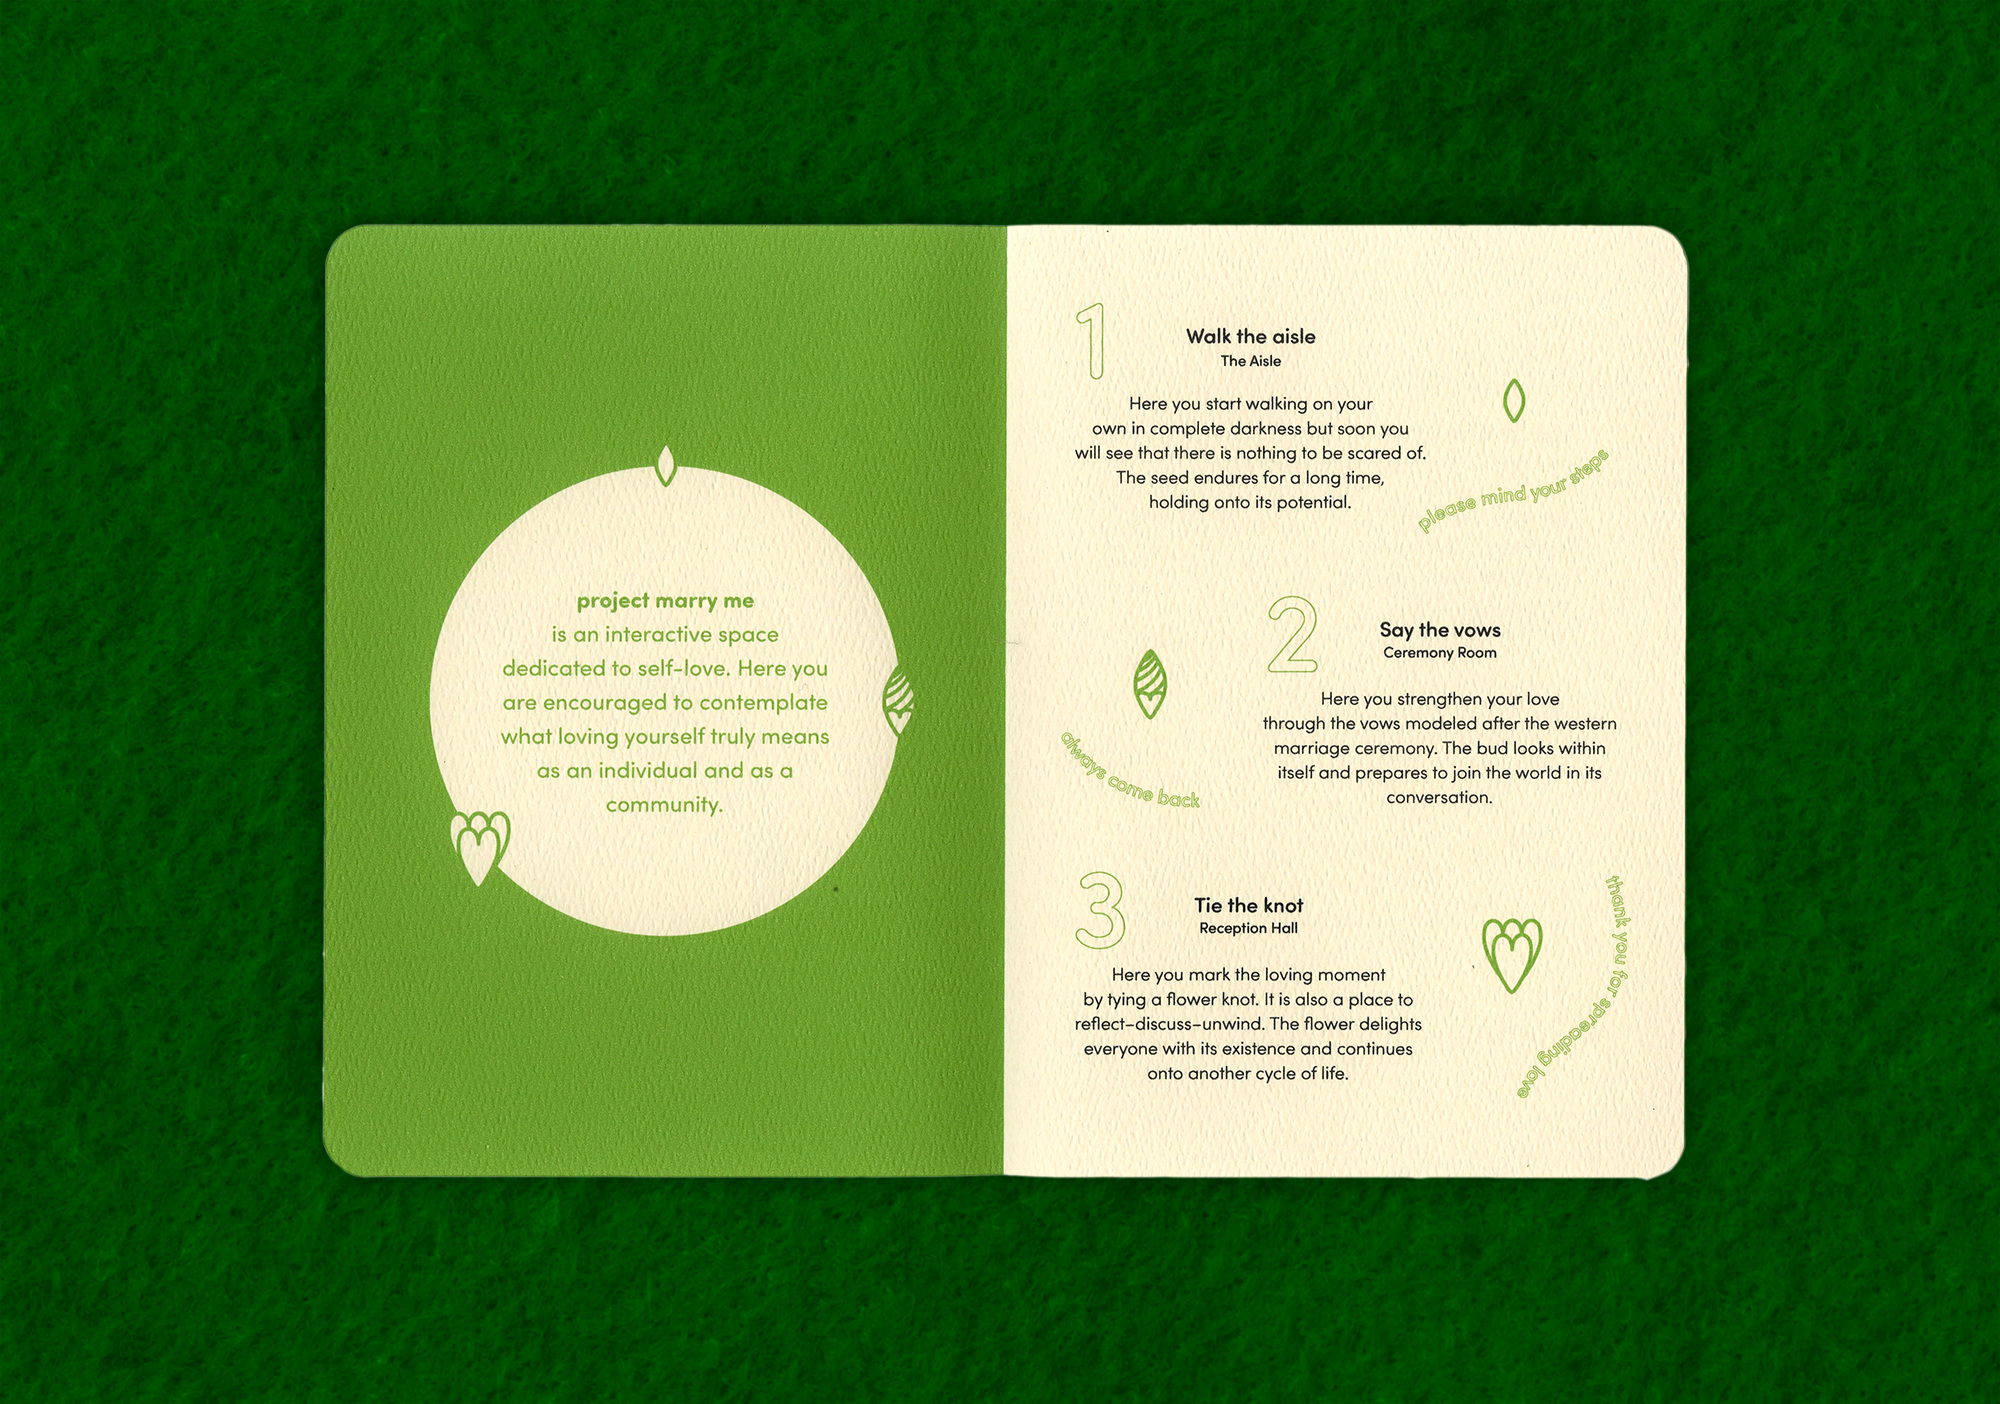 project marry me
is an interactive space
dedicated to self-love. Here you
are encouraged to contemplate
what loving yourself truly means
as an individual and as a
community.
1
Walk the aisle
The Aisle
Here you start walking on your
own in complete darkness but soon you
will see that there is nothing to be scared of.
The seed endures for a long time,
holding onto its potential.
please mind your steps
2
Say the vows
Ceremony Room
Here you strengthen your love
through the vows modeled after the western
marriage ceremony. The bud looks within
itself and prepares to join the world in its
conversation.
always come back
3
Tie the knot
Reception Hall
Here you mark the loving moment
by tying a flower knot. It is also a place to
reflect–discuss–unwind. The flower delights
everyone with its existence and continues
onto another cycle of life.
thank you for spreading love